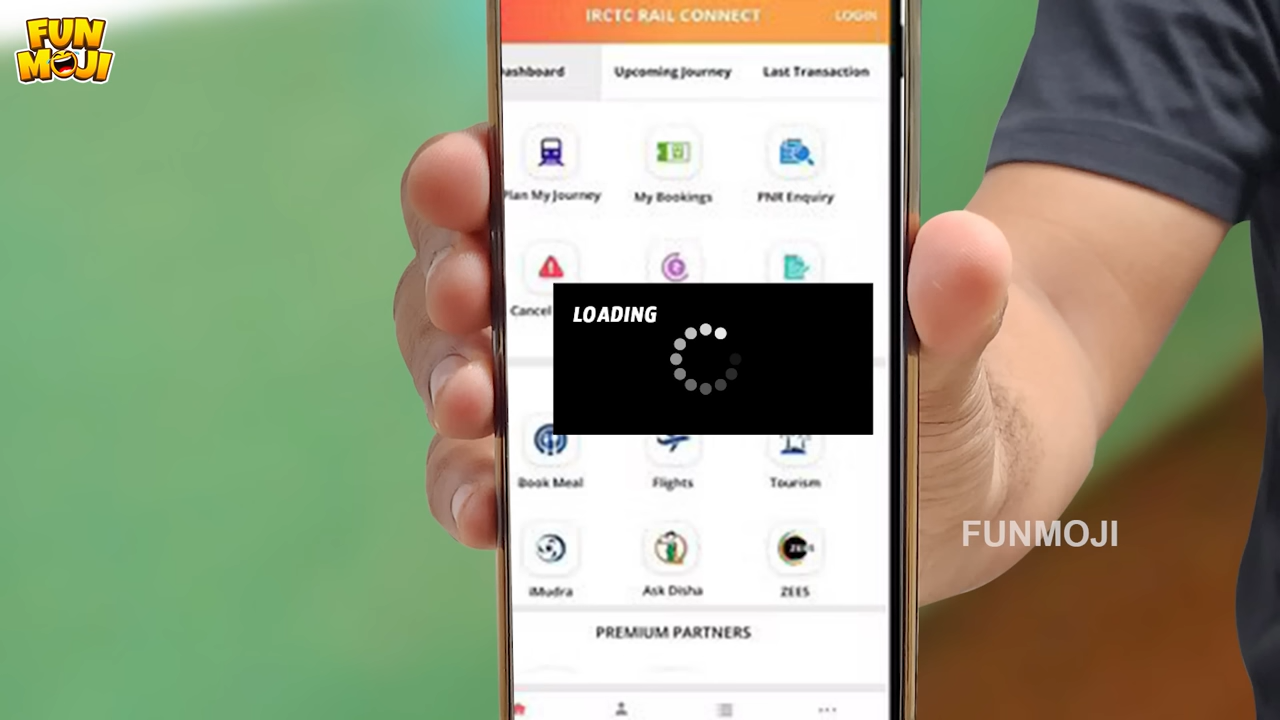 FUN
MOJI
IRCTC RAIL CONNECT
LOGIN
ashboard
Upcoming Journey
Last Transaction
Plan My Journey
My Bookings
PNR Enquiry
Cancel
LOADING
Book Meal
Flights
Tourism
iMudra
Ask Disha
ZEE5
FUNMOJI
PREMIUM PARTNERS